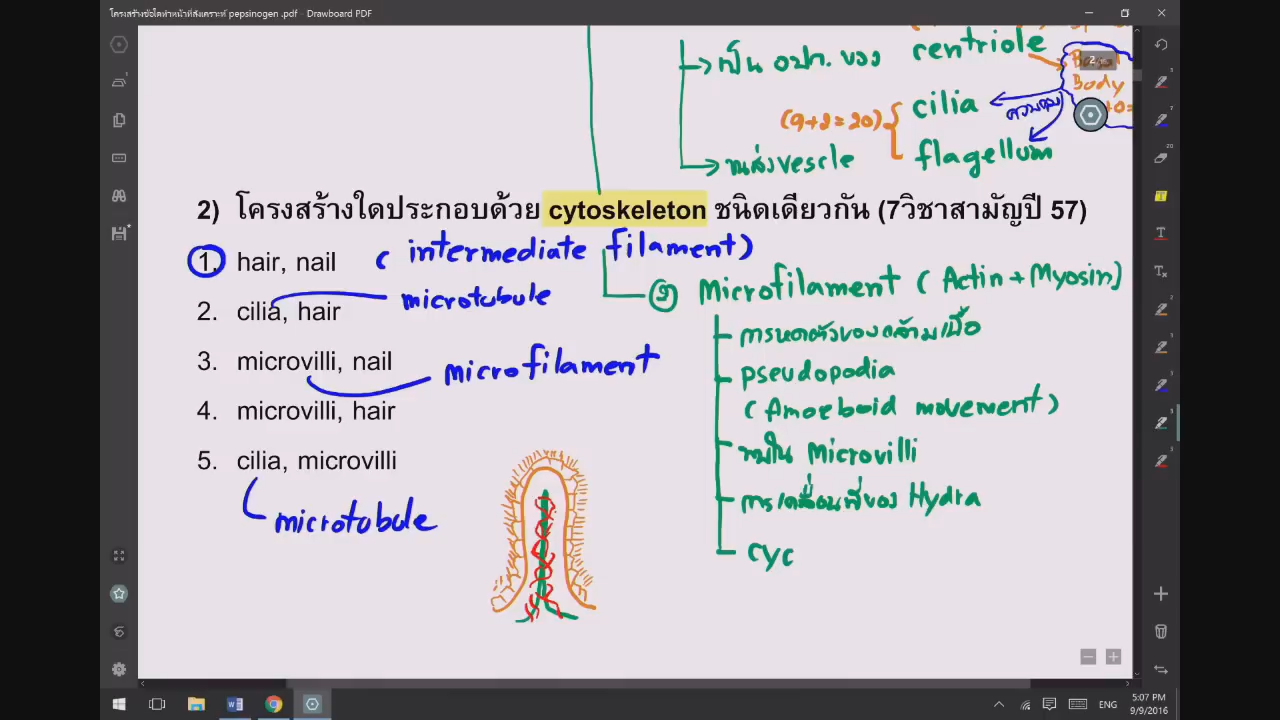 โครงสร้างข้อใดทำหน้าที่สังเคราะห์ pepsinogen .pdf - Drawboard PDF
เป็น อปก. ของ centriole
Body
2
(9+2=20) cilia ควบคุม
flagellum
ขนส่งvescle
2) โครงสร้างใดประกอบด้วย cytoskeleton ชนิดเดียวกัน (7วิชาสามัญปี 57)
1. hair, nail ( intermediate filament)
② Microfilament ( Actin + Myosin)
2. cilia, hair microtubule
การหดตัวของกล้ามเนื้อ
3. microvilli, nail microfilament
pseudopodia
4. microvilli, hair
(Amoeboid movement)
พบใน Microvilli
5. cilia, microvilli
การเคลื่อนที่ของ Hydra
microtubule
cyc
ENG
5:07 PM
9/9/2016